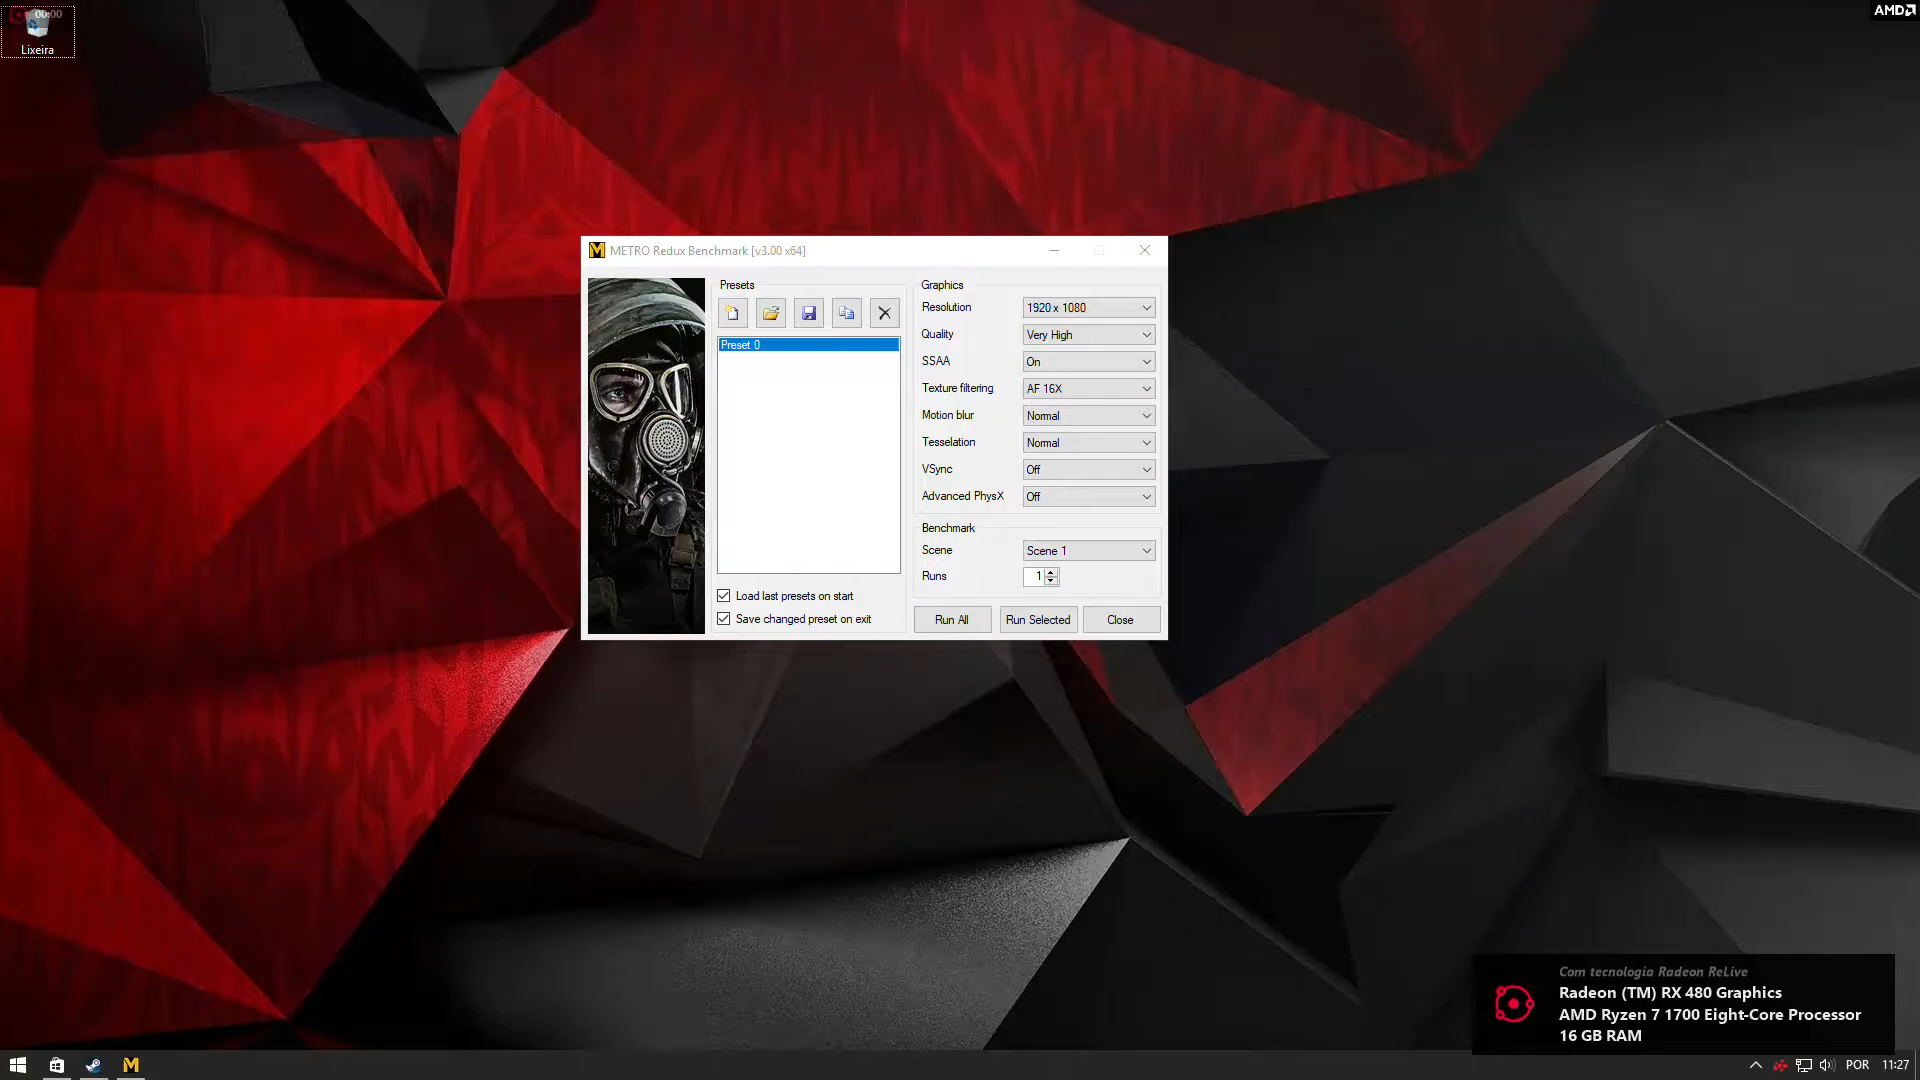 00:00
Lixeira
AMD
METRO Redux Benchmark [v3.00 x64]
Presets
Preset 0
Load last presets on start
Save changed preset on exit
Graphics
Resolution 1920 x 1080
Quality Very High
SSAA On
Texture filtering AF 16X
Motion blur Normal
Tesselation Normal
VSync Off
Advanced PhysX Off
Benchmark
Scene Scene 1
Runs 1
Run All Run Selected Close
Com tecnologia Radeon ReLive
Radeon (TM) RX 480 Graphics
AMD Ryzen 7 1700 Eight-Core Processor
16 GB RAM
M
POR 11:27